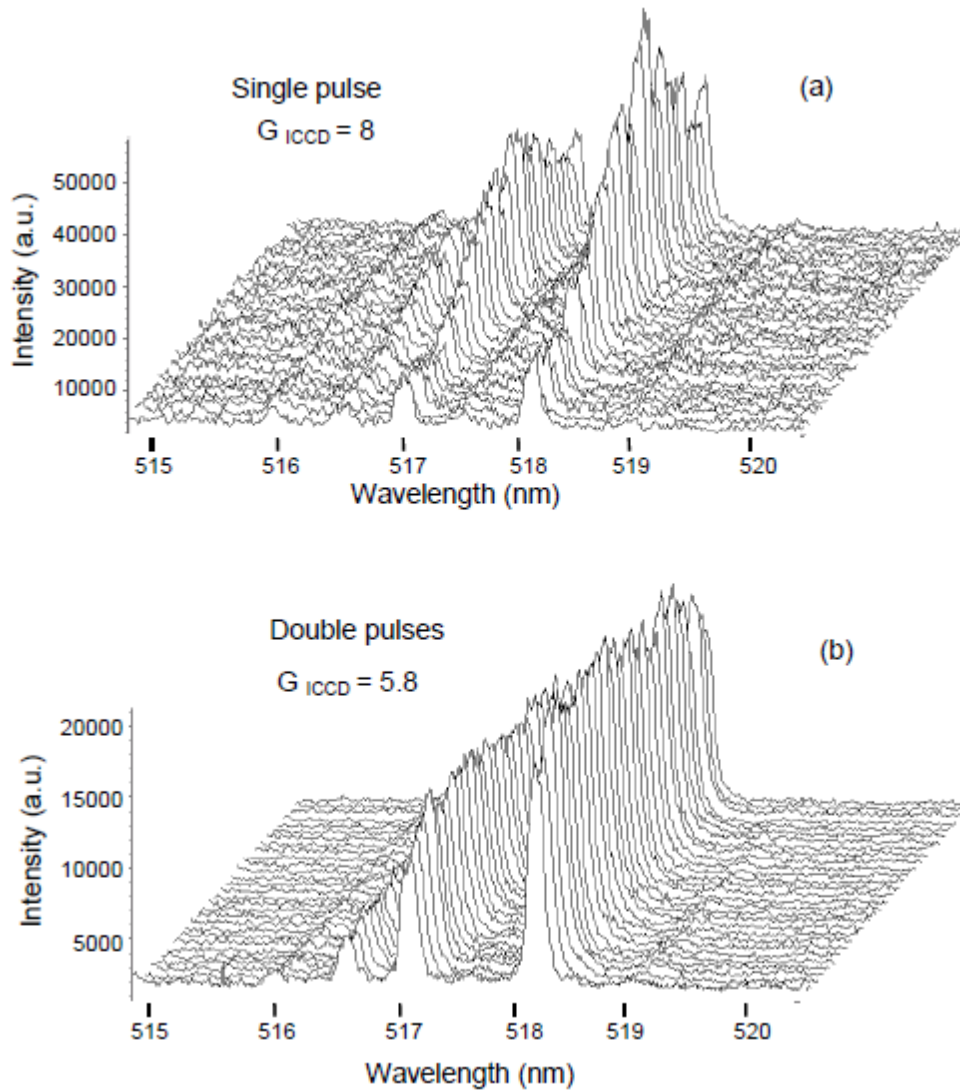 Single pulse
G ICCD = 8
(a)
Intensity (a.u.)
50000
40000
30000
20000
10000
515 516 517 518 519 520
Wavelength (nm)
Double pulses
G ICCD = 5.8
(b)
Intensity (a.u.)
20000
15000
10000
5000
515 516 517 518 519 520
Wavelength (nm)